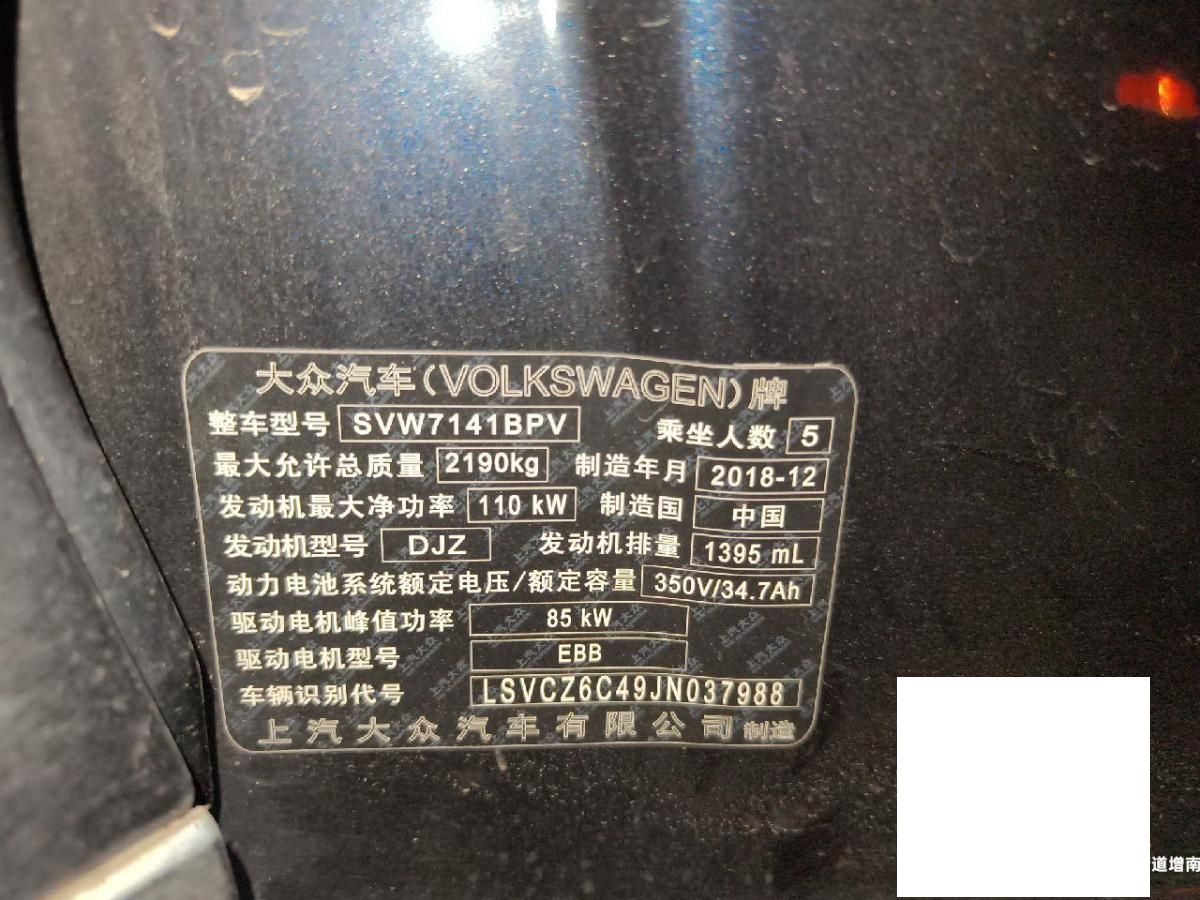 大众汽车(VOLKSWAGEN)牌
整车型号 SVW7141BPV 乘坐人数 5
最大允许总质量 2190kg 制造年月 2018-12
发动机最大净功率 110 kW 制造国 中国
发动机型号 DJZ 发动机排量 1395 mL
动力电池系统额定电压/额定容量 350V/34.7Ah
驱动电机峰值功率 85 kW
驱动电机型号 EBB
车辆识别代号 LSVCZ6C49JN037988
上汽大众汽车有限公司 制造
道增南